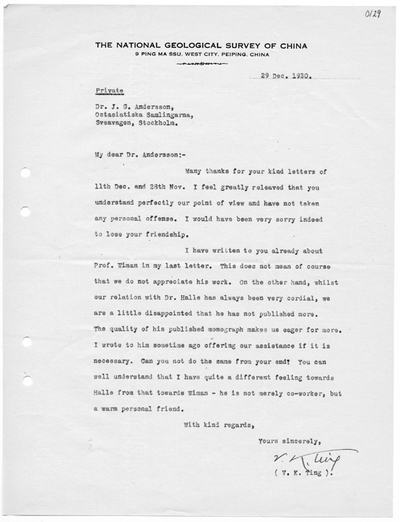 0129
THE NATIONAL GEOLOGICAL SURVEY OF CHINA
9 PING MA SSU, WEST CITY, PEIPING, CHINA
29 Dec. 1930.
Private
Dr. J. G. Andersson,
Ostasiatiska Samlingarna,
Sveavagen, Stockholm.
My dear Dr. Andersson:-
Many thanks for your kind letters of
11th Dec. and 28th Nov. I feel greatly releaved that you
understand perfectly our point of view and have not taken
any personal offense. I would have been very sorry indeed
to lose your friendship.
I have written to you already about
Prof. Wiman in my last letter. This does not mean of course
that we do not appreciate his work. On the other hand, whilst
our relation with Dr. Halle has always been very cordial, we
are a little disappointed that he has not published more.
The quality of his published monograph makes us eager for more.
I wrote to him sometime ago offering our assistance if it is
necessary. Can you not do the same from your end? You can
well understand that I have quite a different feeling towards
Halle from that towards Wiman - he is not merely co-worker, but
a warm personal friend.
With kind regards,
Yours sincerely,
V. K. Ting
( V. K. Ting ).